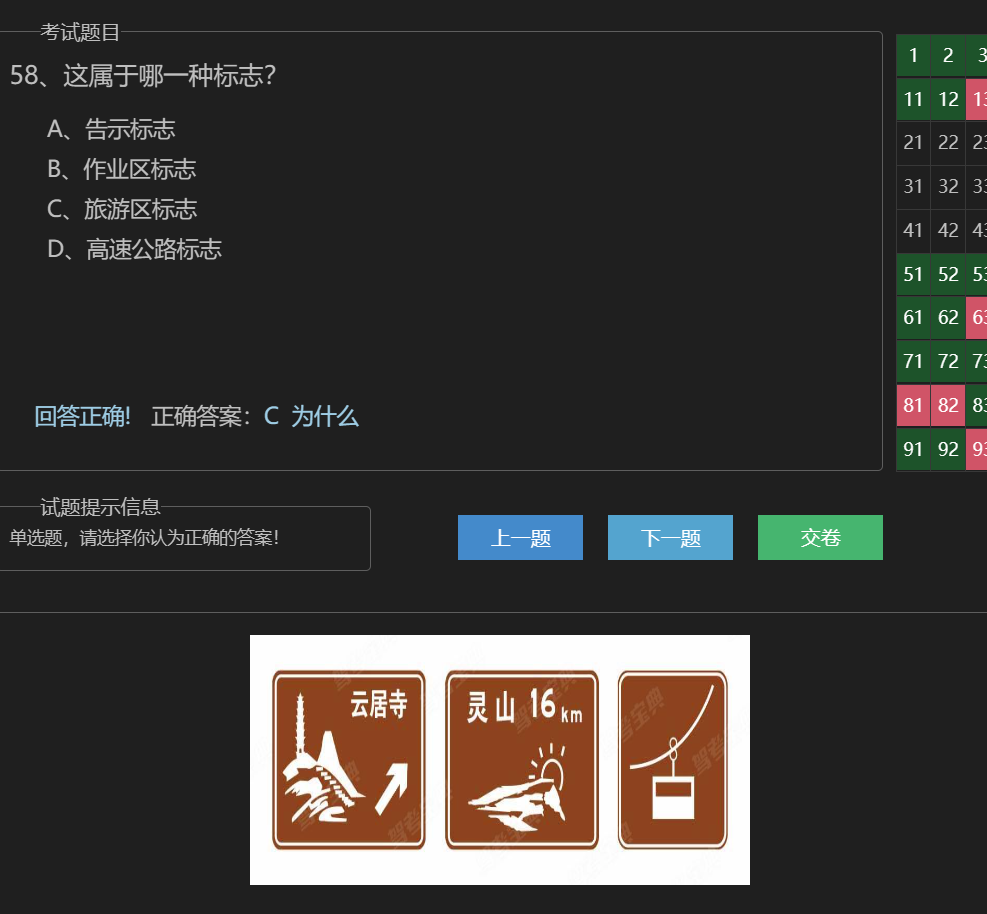 考试题目
58、这属于哪一种标志?
A、告示标志
B、作业区标志
C、旅游区标志
D、高速公路标志
回答正确! 正确答案：C 为什么
1 2 3
11 12 13
21 22 23
31 32 33
41 42 43
51 52 53
61 62 63
71 72 73
81 82 83
91 92 93
试题提示信息
单选题，请选择你认为正确的答案!
上一题 下一题 交卷
云居寺
灵山 16 km